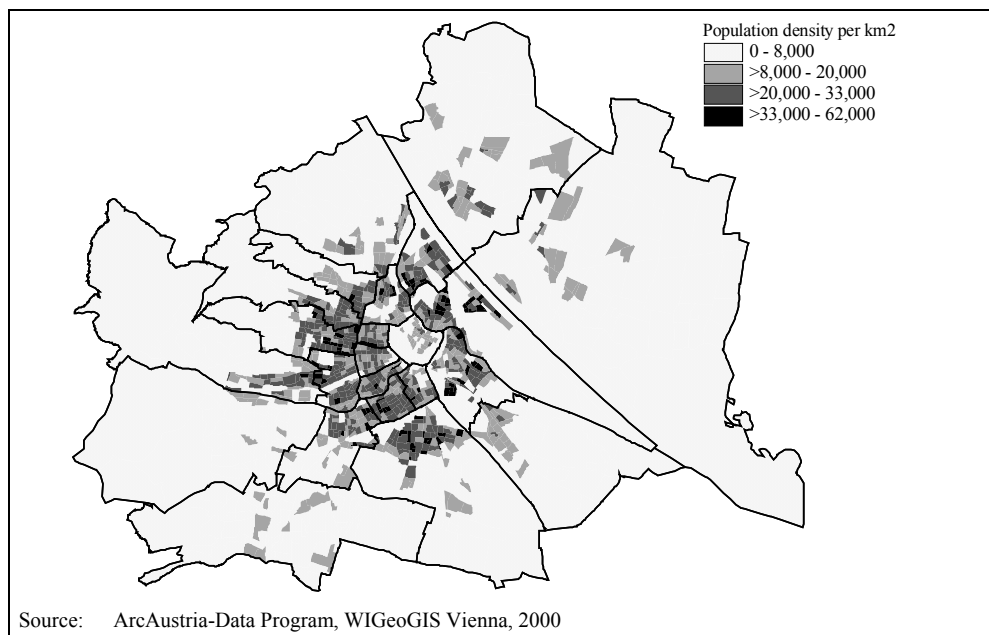 Population density per km2
0 - 8,000
>8,000 - 20,000
>20,000 - 33,000
>33,000 - 62,000
Source: ArcAustria-Data Program, WIGeoGIS Vienna, 2000